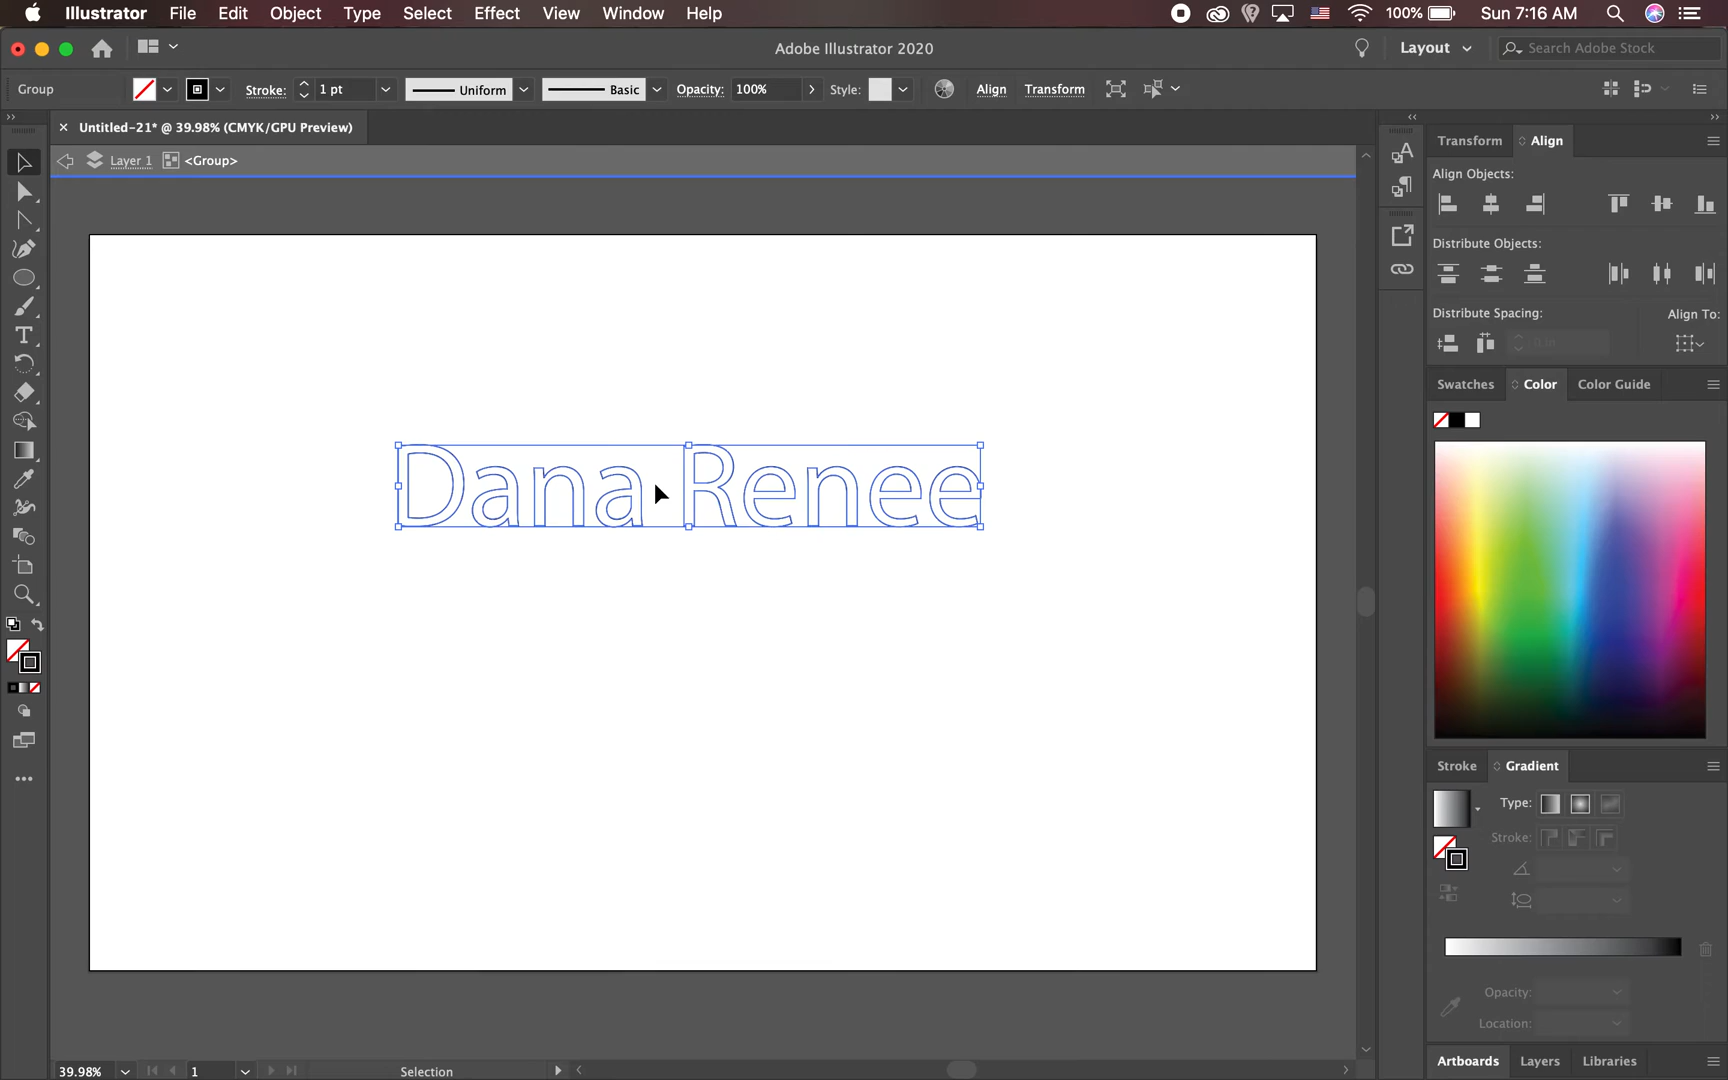 Illustrator File Edit Object Type Select Effect View Window Help 100% Sun 7:16 AM
Adobe Illustrator 2020 Layout Search Adobe Stock
Group Stroke: 1 pt Uniform Basic Opacity: 100% Style: Align Transform
Untitled-21* @ 39.98% (CMYK/GPU Preview)
Layer 1 <Group>
Transform Align
Align Objects:
Distribute Objects:
Distribute Spacing: Align To:
0 in
Swatches Color Color Guide
Dana Renee
Stroke Gradient
Type:
Stroke:
Opacity:
Location:
Artboards Layers Libraries
39.98% 1 Selection